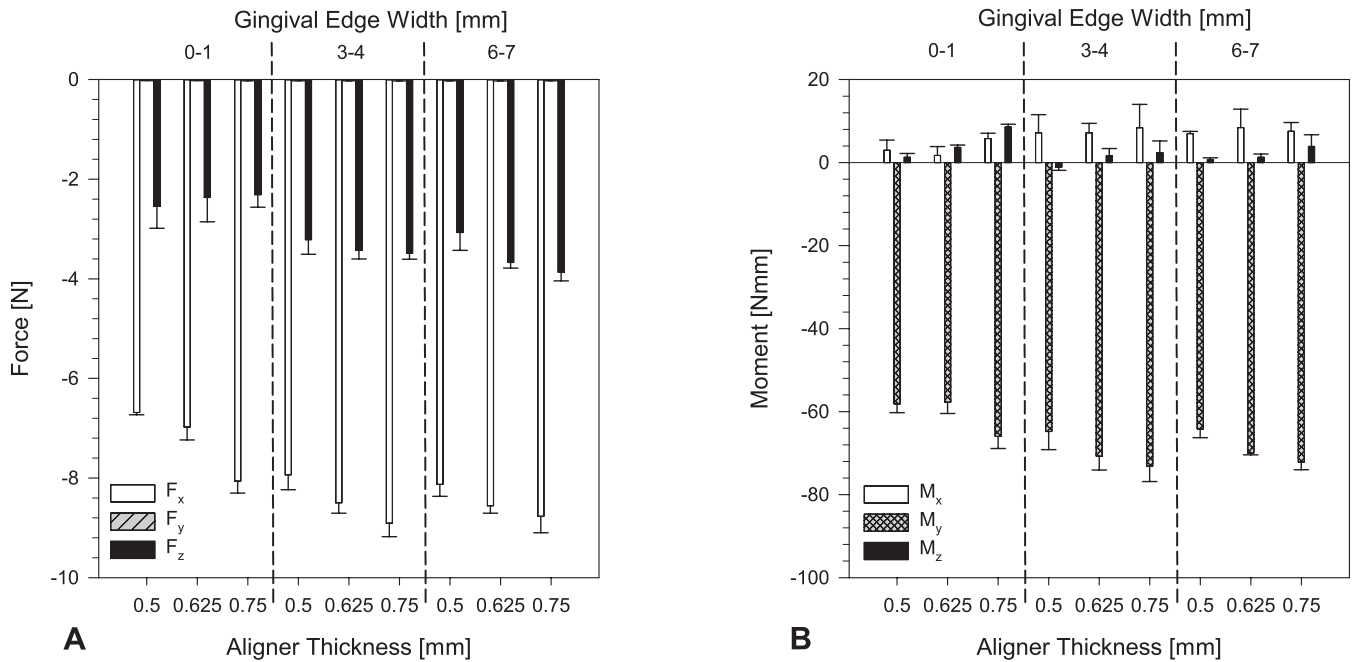 Gingival Edge Width [mm]
0-1 3-4 6-7
0
-2
-4
-6
-8
-10
Force [N]
Fx
Fy
Fz
0.5 0.625 0.75 0.5 0.625 0.75 0.5 0.625 0.75
A
Aligner Thickness [mm]
Gingival Edge Width [mm]
0-1 3-4 6-7
20
0
-20
-40
-60
-80
-100
Moment [Nmm]
Mx
My
Mz
0.5 0.625 0.75 0.5 0.625 0.75 0.5 0.625 0.75
B
Aligner Thickness [mm]